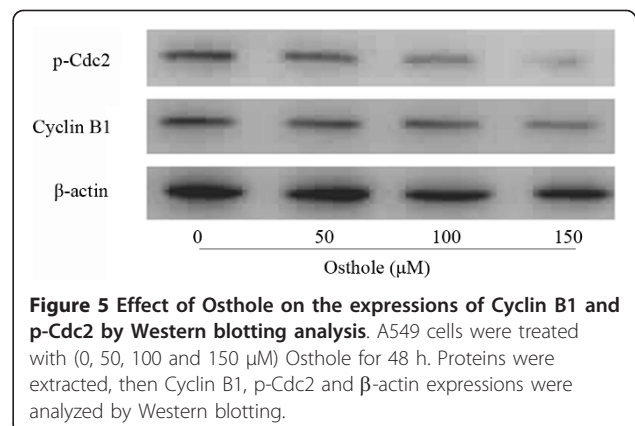 p-Cdc2
Cyclin B1
β-actin
0 50 100 150
Osthole (μM)
Figure 5 Effect of Osthole on the expressions of Cyclin B1 and
p-Cdc2 by Western blotting analysis. A549 cells were treated
with (0, 50, 100 and 150 μM) Osthole for 48 h. Proteins were
extracted, then Cyclin B1, p-Cdc2 and β-actin expressions were
analyzed by Western blotting.